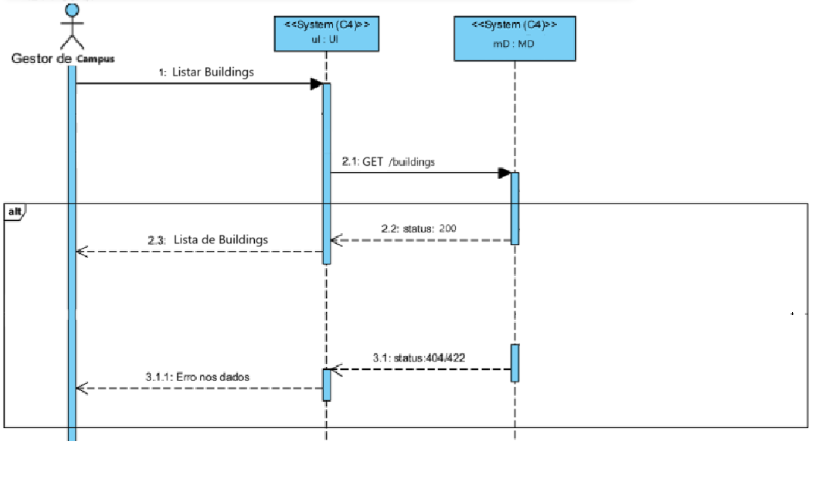 <<System (C4)>>
uI : UI
<<System (C4)>>
mD : MD
Gestor de Campus
1: Listar Buildings
2.1: GET /buildings
alt
2.2: status: 200
2.3: Lista de Buildings
3.1: status:404/422
3.1.1: Erro nos dados